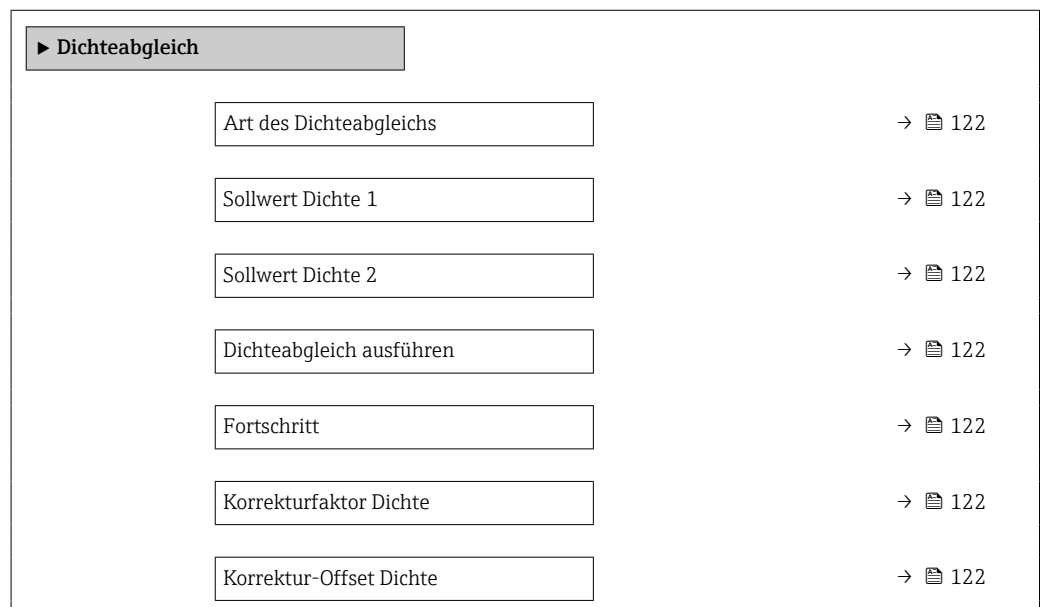 ▶ Dichteabgleich
Art des Dichteabgleichs → 122
Sollwert Dichte 1 → 122
Sollwert Dichte 2 → 122
Dichteabgleich ausführen → 122
Fortschritt → 122
Korrekturfaktor Dichte → 122
Korrektur-Offset Dichte → 122